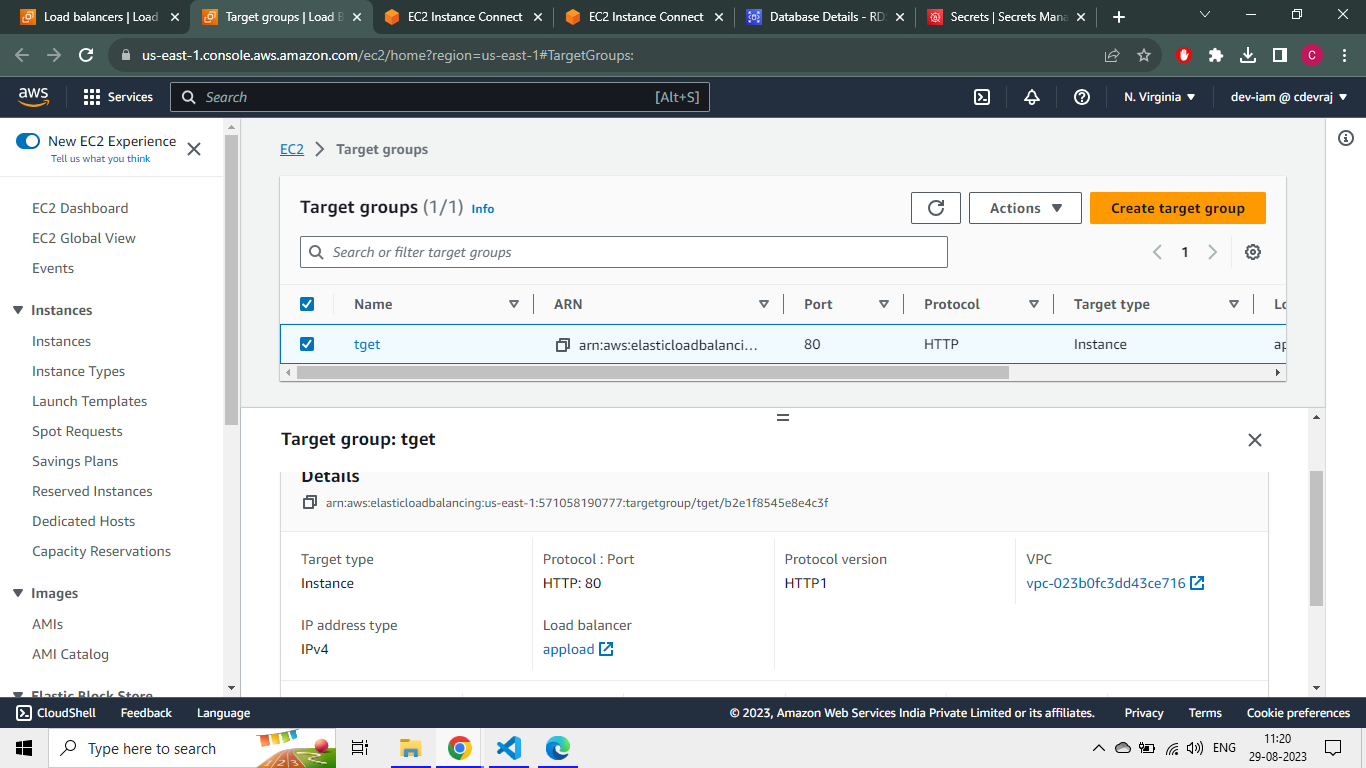 Load balancers | Load
Target groups | Load B
EC2 Instance Connect
EC2 Instance Connect
Database Details - RD
Secrets | Secrets Mana
us-east-1.console.aws.amazon.com/ec2/home?region=us-east-1#TargetGroups:
C
aws
Services
Search
[Alt+S]
N. Virginia
dev-iam @ cdevraj
New EC2 Experience
Tell us what you think
EC2 Dashboard
EC2 Global View
Events
Instances
Instances
Instance Types
Launch Templates
Spot Requests
Savings Plans
Reserved Instances
Dedicated Hosts
Capacity Reservations
Images
AMIs
AMI Catalog
Elastic Block Store
EC2 > Target groups
Target groups (1/1) Info
Actions
Create target group
Search or filter target groups
1
Name ARN Port Protocol Target type Lo
tget arn:aws:elasticloadbalanci... 80 HTTP Instance ap
Target group: tget
Details
arn:aws:elasticloadbalancing:us-east-1:571058190777:targetgroup/tget/b2e1f8545e8e4c3f
Target type
Instance
Protocol : Port
HTTP: 80
Protocol version
HTTP1
VPC
vpc-023b0fc3dd43ce716
IP address type
IPv4
Load balancer
appload
CloudShell Feedback Language © 2023, Amazon Web Services India Private Limited or its affiliates. Privacy Terms Cookie preferences
Type here to search
ENG
11:20
29-08-2023